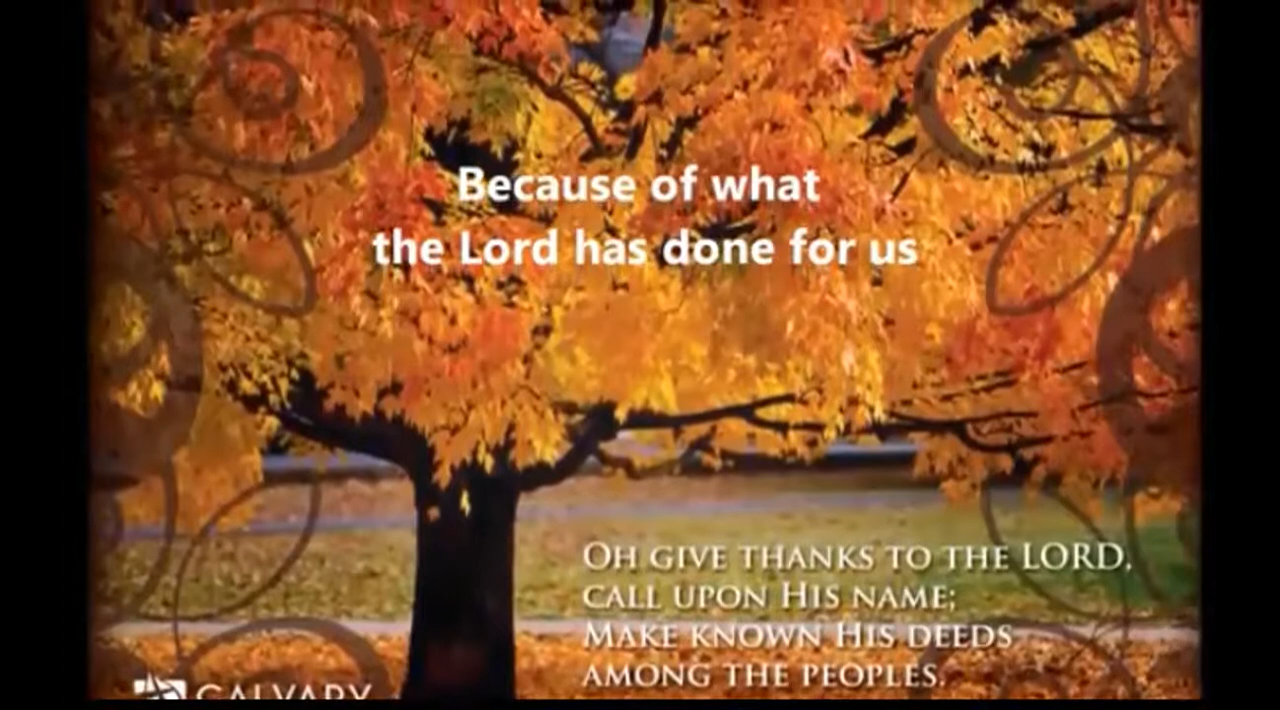 Because of what
the Lord has done for us
OH GIVE THANKS TO THE LORD,
CALL UPON HIS NAME;
MAKE KNOWN HIS DEEDS
AMONG THE PEOPLES.
CALVARY